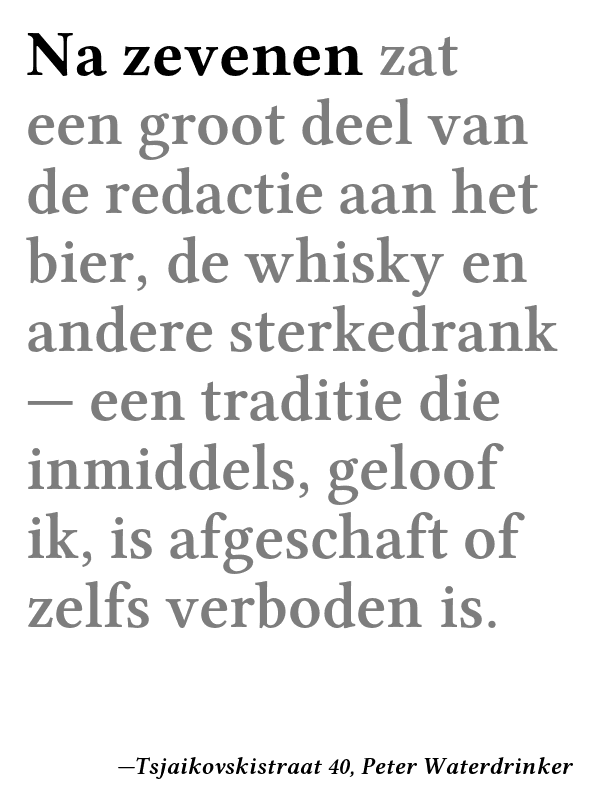 Na zevenen zat
een groot deel van
de redactie aan het
bier, de whisky en
andere sterkedrank
— een traditie die
inmiddels, geloof
ik, is afgeschaft of
zelfs verboden is.
—Tsjaikovskistraat 40, Peter Waterdrinker